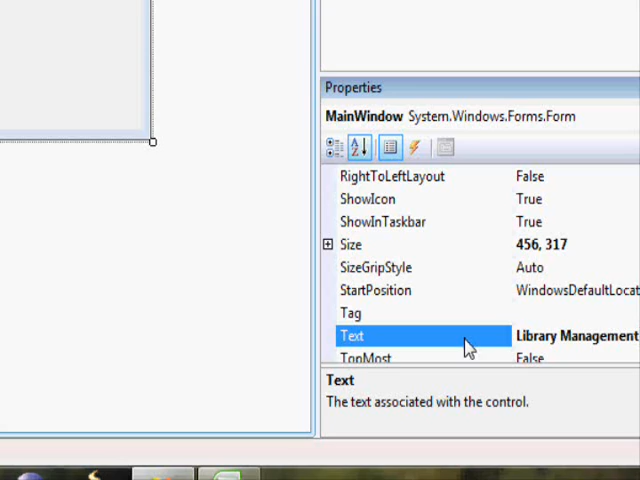 Properties
MainWindow System.Windows.Forms.Form
RightToLeftLayout False
ShowIcon True
ShowInTaskbar True
Size 456, 317
SizeGripStyle Auto
StartPosition WindowsDefaultLocat
Tag
Text Library Management
TopMost False
Text
The text associated with the control.